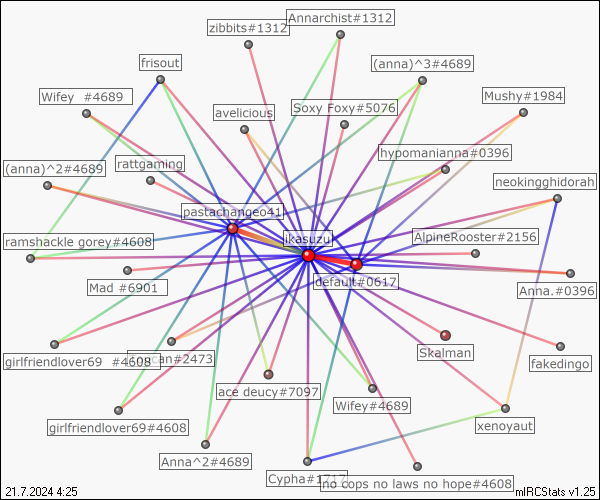 Annarchist#1312
zibbits#1312
frisout
(anna)^3#4689
Wifey  #4689
Mushy#1984
avelicious
Soxy Foxy#5076
hypomanianna#0396
(anna)^2#4689
rattgaming
neokingghidorah
pastachangeo41
ikasuzu
ramshackle gorey#4608
AlpineRooster#2156
default#0617
Mad #6901
Anna.#0396
girlfriendlover69  #4608
can#2473
Skalman
fakedingo
ace deucy#7097
Wifey#4689
girlfriendlover69#4608
xenoyaut
Anna^2#4689
Cypha#1717
no cops no laws no hope#4608
21.7.2024 4:25
mIRCStats v1.25